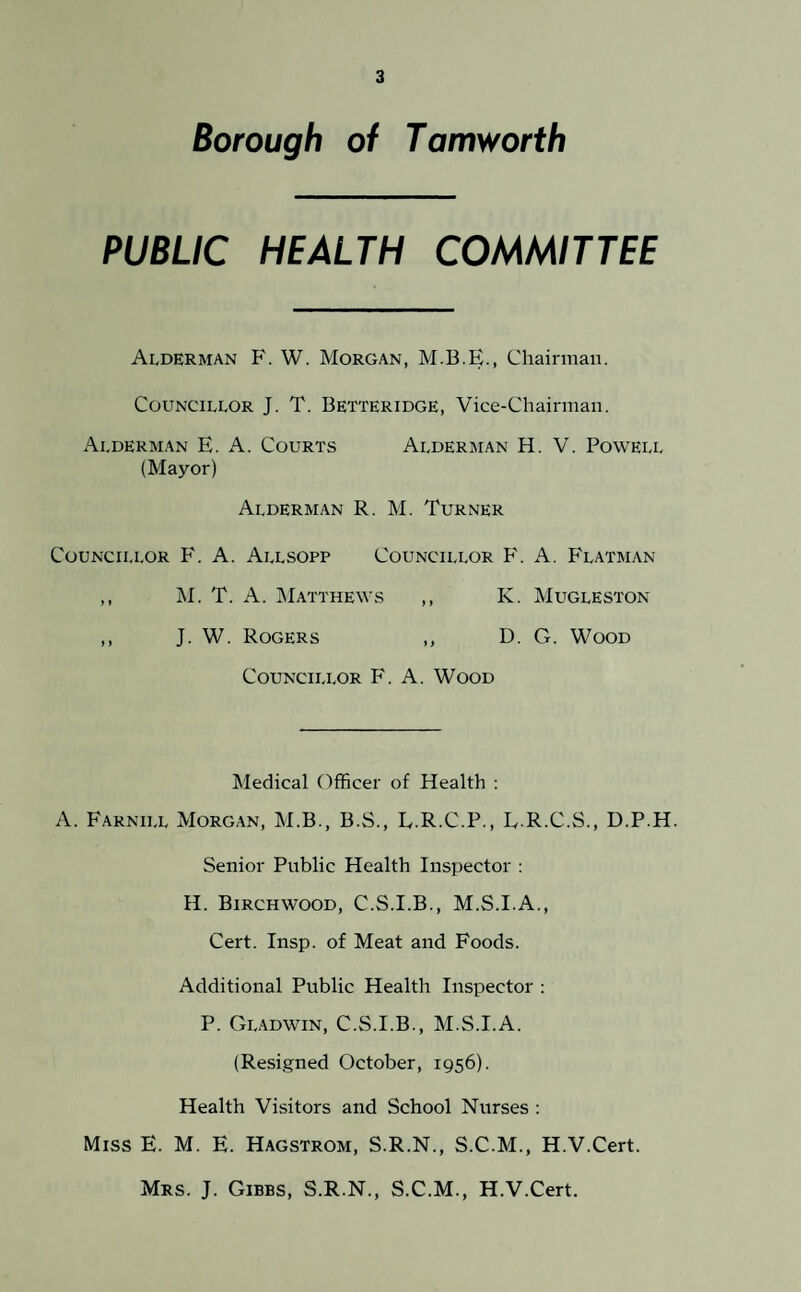 3
Borough of Tamworth
PUBLIC HEALTH COMMITTEE
Alderman F. W. Morgan, M.B.E., Chairman.
Councillor J. T. Betteridge, Vice-Chairman.
Alderman E. A. Courts Alderman H. V. Powell
(Mayor)
Alderman R. M. Turner
Councillor F. A. Allsopp Councillor F. A. Flatman
,, M. T. A. Matthews ,, K. Mugleston
,, J. W. Rogers ,, D. G. Wood
Councillor F. A. Wood
Medical Officer of Health :
A. Farnill Morgan, M.B., B.S., L.R.C.P., L.R.C.S., D.P.H.
Senior Public Health Inspector :
H. Birchwood, C.S.I.B., M.S.I.A.,
Cert. Insp. of Meat and Foods.
Additional Public Health Inspector :
P. Gladwin, C.S.I.B., M.S.I.A.
(Resigned October, 1956).
Health Visitors and School Nurses :
Miss E. M. E. Hagstrom, S.R.N., S.C.M., H.V.Cert.
Mrs. J. Gibbs, S.R.N., S.C.M., H.V.Cert.